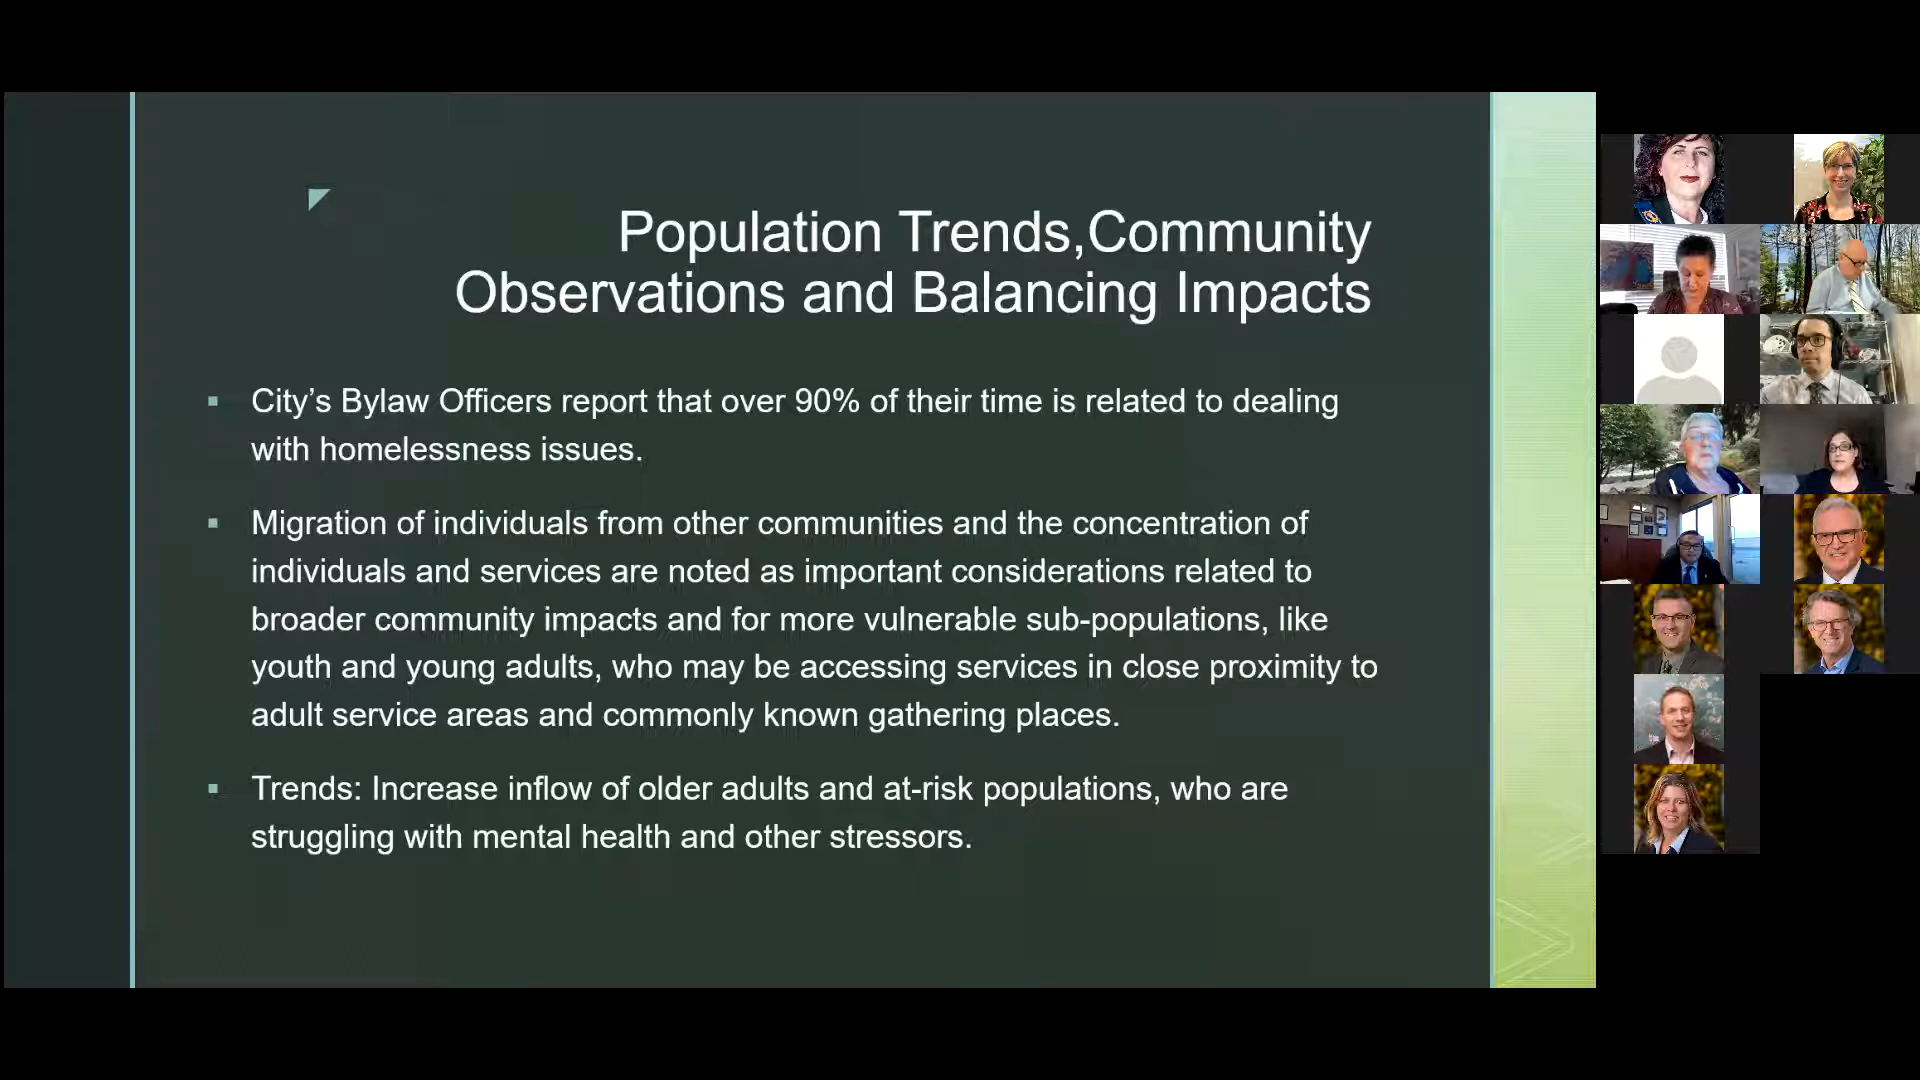 Population Trends,Community
Observations and Balancing Impacts
City’s Bylaw Officers report that over 90% of their time is related to dealing
with homelessness issues.
Migration of individuals from other communities and the concentration of
individuals and services are noted as important considerations related to
broader community impacts and for more vulnerable sub-populations, like
youth and young adults, who may be accessing services in close proximity to
adult service areas and commonly known gathering places.
Trends: Increase inflow of older adults and at-risk populations, who are
struggling with mental health and other stressors.